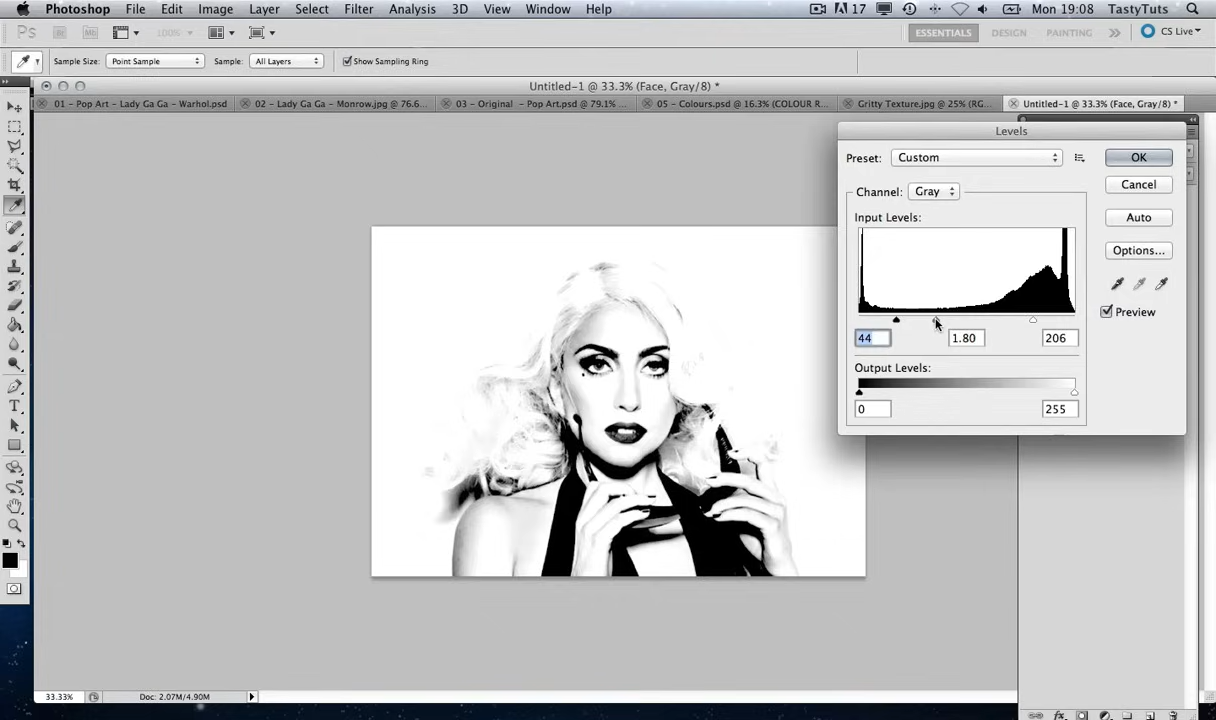 Photoshop File Edit Image Layer Select Filter Analysis 3D View Window Help 17 Mon 19:08 TastyTuts
Ps Br Mb 100% ESSENTIALS DESIGN PAINTING >> CS Live
Sample Size: Point Sample Sample: All Layers Show Sampling Ring
Untitled-1 @ 33.3% (Face, Gray/8) *
01 - Pop Art - Lady Ga Ga - Warhol.psd 02 - Lady Ga Ga - Monrow.jpg @ 76.6... 03 - Original - Pop Art.psd @ 79.1% ... 05 - Colours.psd @ 16.3% (COLOUR R... Gritty Texture.jpg @ 25% (RG... Untitled-1 @ 33.3% (Face, Gray/8) *
Levels
Preset: Custom OK
Cancel
Channel: Gray
Input Levels: Auto
Options...
Preview
44 1.80 206
Output Levels:
0 255
33.33% Doc: 2.07M/4.90M